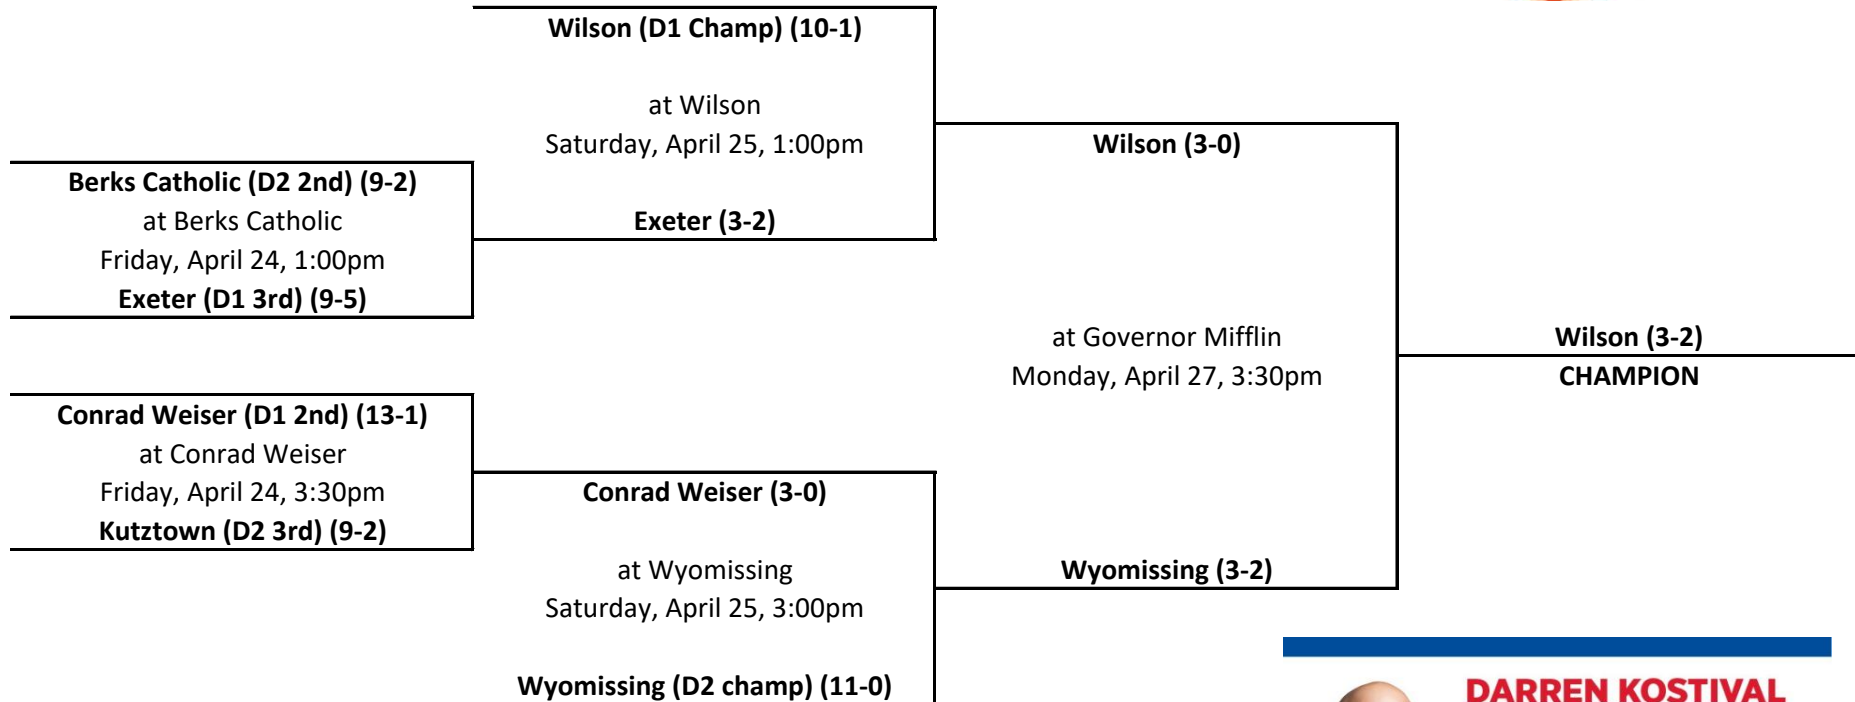 Wilson (D1 Champ) (10-1)
at Wilson
Saturday, April 25, 1:00pm
Exeter (3-2)
Berks Catholic (D2 2nd) (9-2)
at Berks Catholic
Friday, April 24, 1:00pm
Exeter (D1 3rd) (9-5)
Wilson (3-0)
at Governor Mifflin
Monday, April 27, 3:30pm
Wilson (3-2)
CHAMPION
Conrad Weiser (D1 2nd) (13-1)
at Conrad Weiser
Friday, April 24, 3:30pm
Kutztown (D2 3rd) (9-2)
Conrad Weiser (3-0)
at Wyomissing
Saturday, April 25, 3:00pm
Wyomissing (D2 champ) (11-0)
Wyomissing (3-2)
DARREN KOSTIVAL